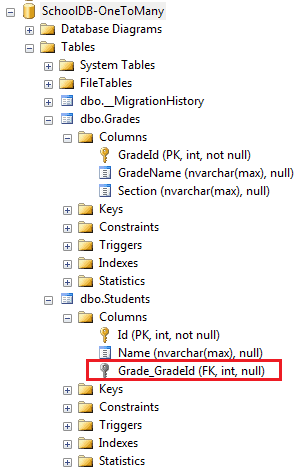 SchoolDB-OneToMany
Database Diagrams
Tables
System Tables
FileTables
dbo.__MigrationHistory
dbo.Grades
Columns
GradeId (PK, int, not null)
GradeName (nvarchar(max), null)
Section (nvarchar(max), null)
Keys
Constraints
Triggers
Indexes
Statistics
dbo.Students
Columns
Id (PK, int, not null)
Name (nvarchar(max), null)
Grade_GradeId (FK, int, null)
Keys
Constraints
Triggers
Indexes
Statistics